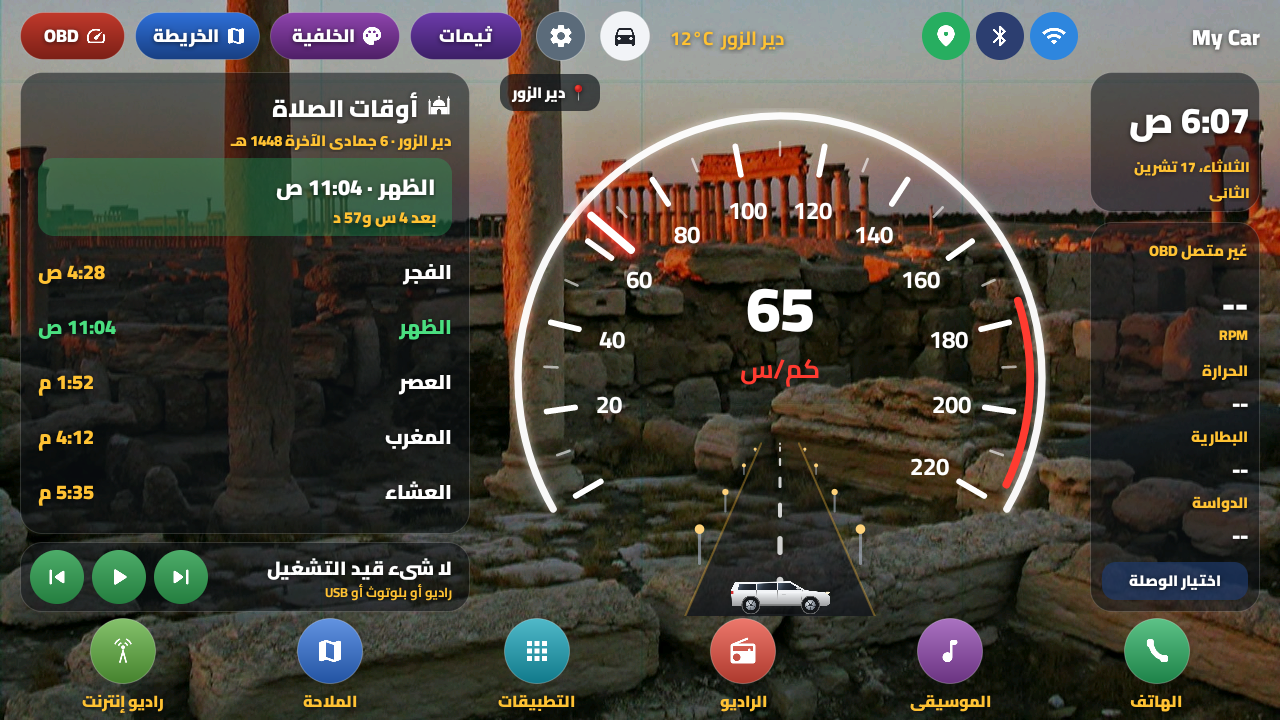 My Car
دير الزور 12°C
ثيمات
الخلفية
الخريطة
OBD
6:07 ص
الثلاثاء، 17 تشرين
الثاني
غير متصل OBD
--
RPM
الحرارة
--
البطارية
--
الدواسة
--
اختيار الوصلة
دير الزور
20
40
60
80
100
120
140
160
180
200
220
65
كم/س
أوقات الصلاة
دير الزور · 6 جمادى الآخرة 1448 هـ
الظهر · 11:04 ص
بعد 4 س و57 د
الفجر 4:28 ص
الظهر 11:04 ص
العصر 1:52 م
المغرب 4:12 م
العشاء 5:35 م
لا شيء قيد التشغيل
راديو أو بلوتوث أو USB
الهاتف
الموسيقى
الراديو
التطبيقات
الملاحة
راديو إنترنت